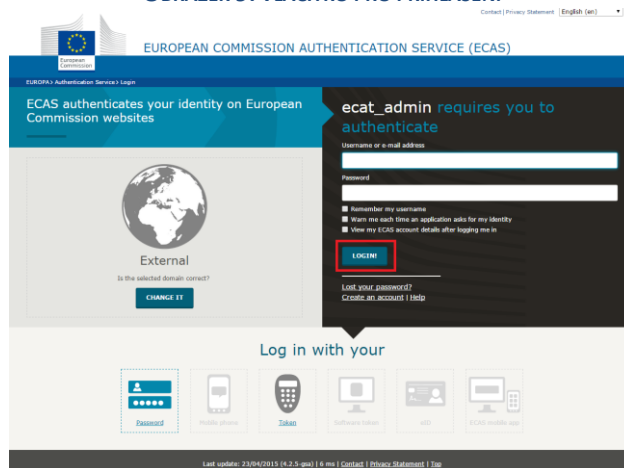 Contact | Privacy Statement English (en)
EUROPEAN COMMISSION AUTHENTICATION SERVICE (ECAS)
European
Commission
EUROPA > Authentication Service > Login
ECAS authenticates your identity on European
Commission websites
ecat_admin requires you to
authenticate
Username or e-mail address
Password
Remember my username
Warn me each time an application asks for my identity
View my ECAS account details after logging me in
LOGIN!
Lost your password?
Create an account | Help
External
Is the selected domain correct?
CHANGE IT
Log in with your
Password
Mobile phone
Token
Software token
eID
ECAS mobile app
Last update: 23/04/2015 (4.2.5-gsa) | 6 ms | Contact | Privacy Statement | Top